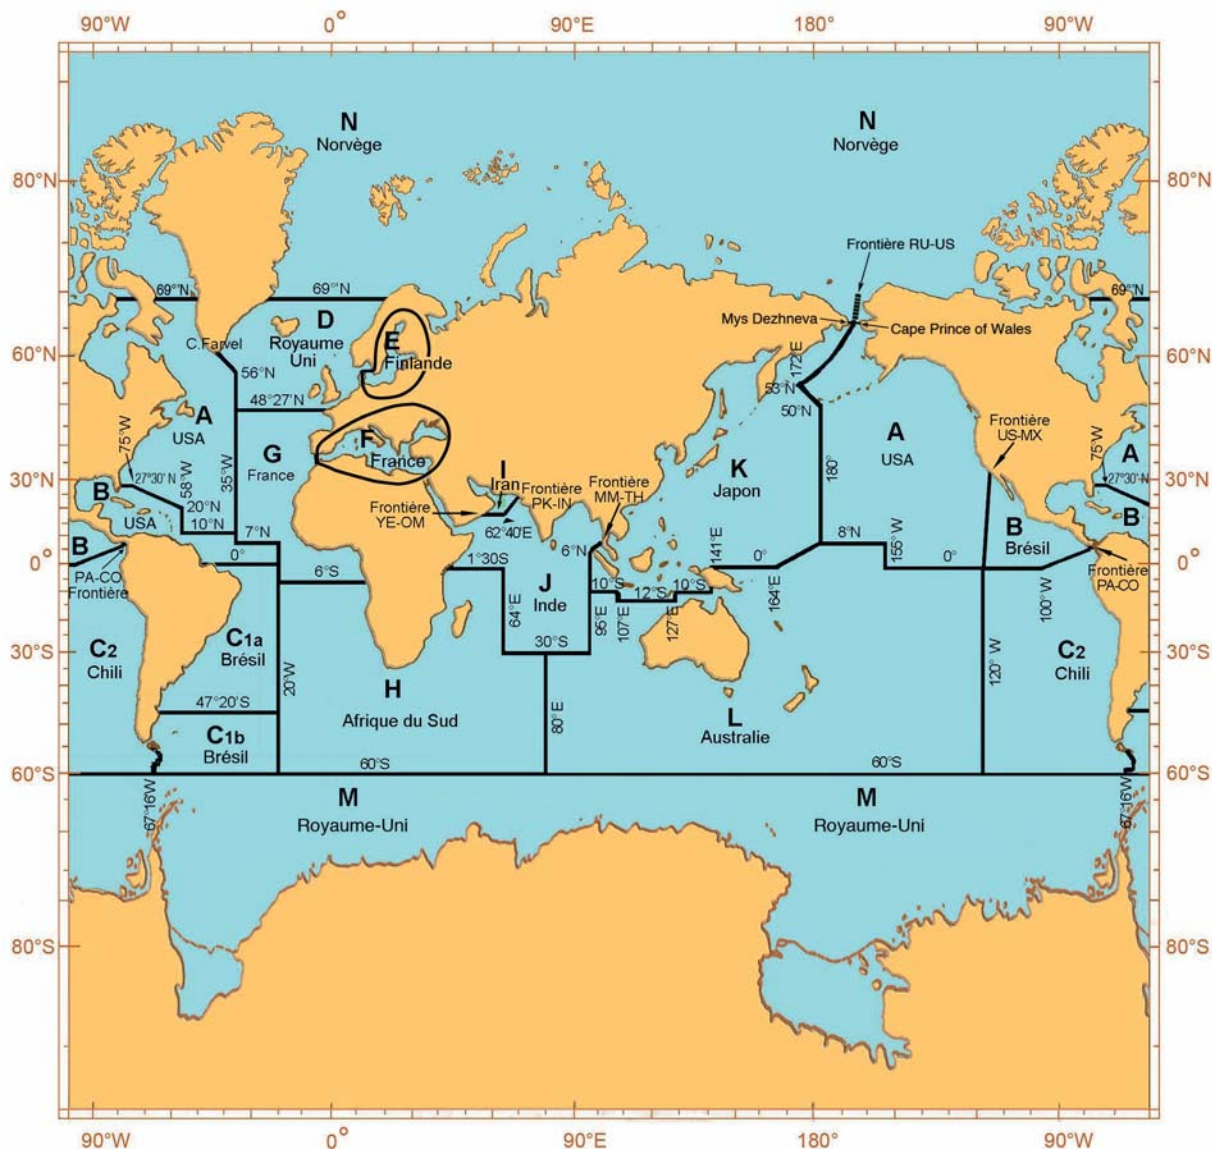 90°W 0° 90°E 180° 90°W
N N
Norvège Norvège
80°N 80°N
Frontière RU-US
69°N 69°N 69°N
D Mys Dezhneva Cape Prince of Wales
C.Farvel Royaume E
Uni Finlande
60°N 172°E 60°N
56°N 53°N
48°27'N 50°N
A A Frontière
75°W USA F USA US-MX 75°W
G France K A
France I Japon
30°N 27°30' N 58°W 35°W Iran Frontière Frontière 180° 27°30' N 30°N
B PK-IN MM-TH B
20°N Frontière Brésil B
USA 10°N YE-OM
7°N 62°40'E 6°N 141°E 8°N 155°W
B 0° 1°30S 0° 0° 0°
0° PA-CO 6°S J 10°S 12°S 10°S 164°E 100°W Frontière
Frontière Inde PA-CO
64°E 95°E 107°E 127°E
30°S C2 C1a 30°S C2 30°S
Chili Brésil 20°W H 120° W Chili
47°20'S Afrique du Sud 80°E L
C1b Australie
Brésil
60°S 60°S 60°S 60°S
67°16W M M 67°16W
Royaume-Uni Royaume-Uni
80°S 80°S
90°W 0° 90°E 180° 90°W